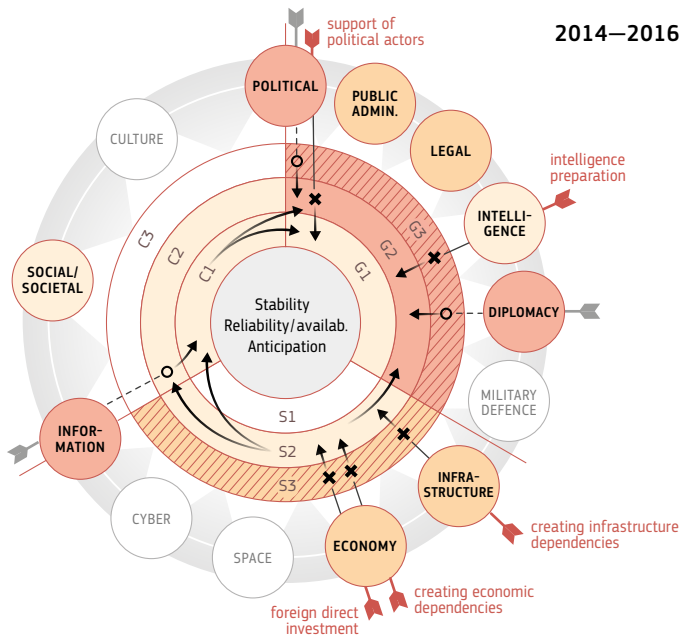 2014—2016
support of
political actors
POLITICAL
PUBLIC
ADMIN.
CULTURE
LEGAL
intelligence
preparation
INTELLI-
GENCE
C3
C2
C1
G3
G2
G1
SOCIAL/
SOCIETAL
Stability
Reliability/availab.
Anticipation
DIPLOMACY
MILITARY
DEFENCE
S1
S2
S3
INFOR-
MATION
INFRA-
STRUCTURE
CYBER
SPACE
ECONOMY
creating infrastructure
dependencies
creating economic
dependencies
foreign direct
investment